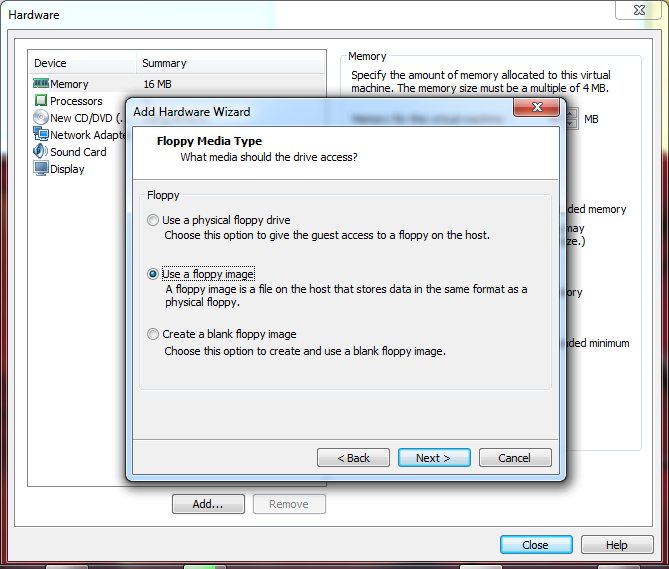 Hardware
Device Summary
Memory 16 MB
Processors
New CD/DVD (.
Network Adapte
Sound Card
Display
Memory
Specify the amount of memory allocated to this virtual
machine. The memory size must be a multiple of 4 MB.
MB
ded memory
may
ze.)
ory
ded minimum
Add Hardware Wizard
Floppy Media Type
What media should the drive access?
Floppy
Use a physical floppy drive
Choose this option to give the guest access to a floppy on the host.
Use a floppy image
A floppy image is a file on the host that stores data in the same format as a
physical floppy.
Create a blank floppy image
Choose this option to create and use a blank floppy image.
< Back Next > Cancel
Add... Remove
Close Help